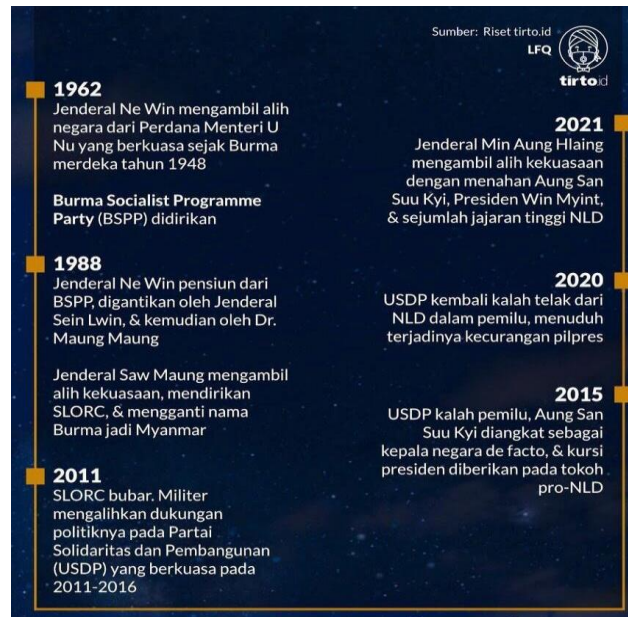 Sumber: Riset tirto.id
LFQ
tirto.id
1962
Jenderal Ne Win mengambil alih
negara dari Perdana Menteri U
Nu yang berkuasa sejak Burma
merdeka tahun 1948
Burma Socialist Programme
Party (BSPP) didirikan
1988
Jenderal Ne Win pensiun dari
BSPP, digantikan oleh Jenderal
Sein Lwin, & kemudian oleh Dr.
Maung Maung
Jenderal Saw Maung mengambil
alih kekuasaan, mendirikan
SLORC, & mengganti nama
Burma jadi Myanmar
2011
SLORC bubar. Militer
mengalihkan dukungan
politiknya pada Partai
Solidaritas dan Pembangunan
(USDP) yang berkuasa pada
2011-2016
2015
USDP kalah pemilu, Aung San
Suu Kyi diangkat sebagai
kepala negara de facto, & kursi
presiden diberikan pada tokoh
pro-NLD
2020
USDP kembali kalah telak dari
NLD dalam pemilu, menuduh
terjadinya kecurangan pilpres
2021
Jenderal Min Aung Hlaing
mengambil alih kekuasaan
dengan menahan Aung San
Suu Kyi, Presiden Win Myint,
& sejumlah jajaran tinggi NLD